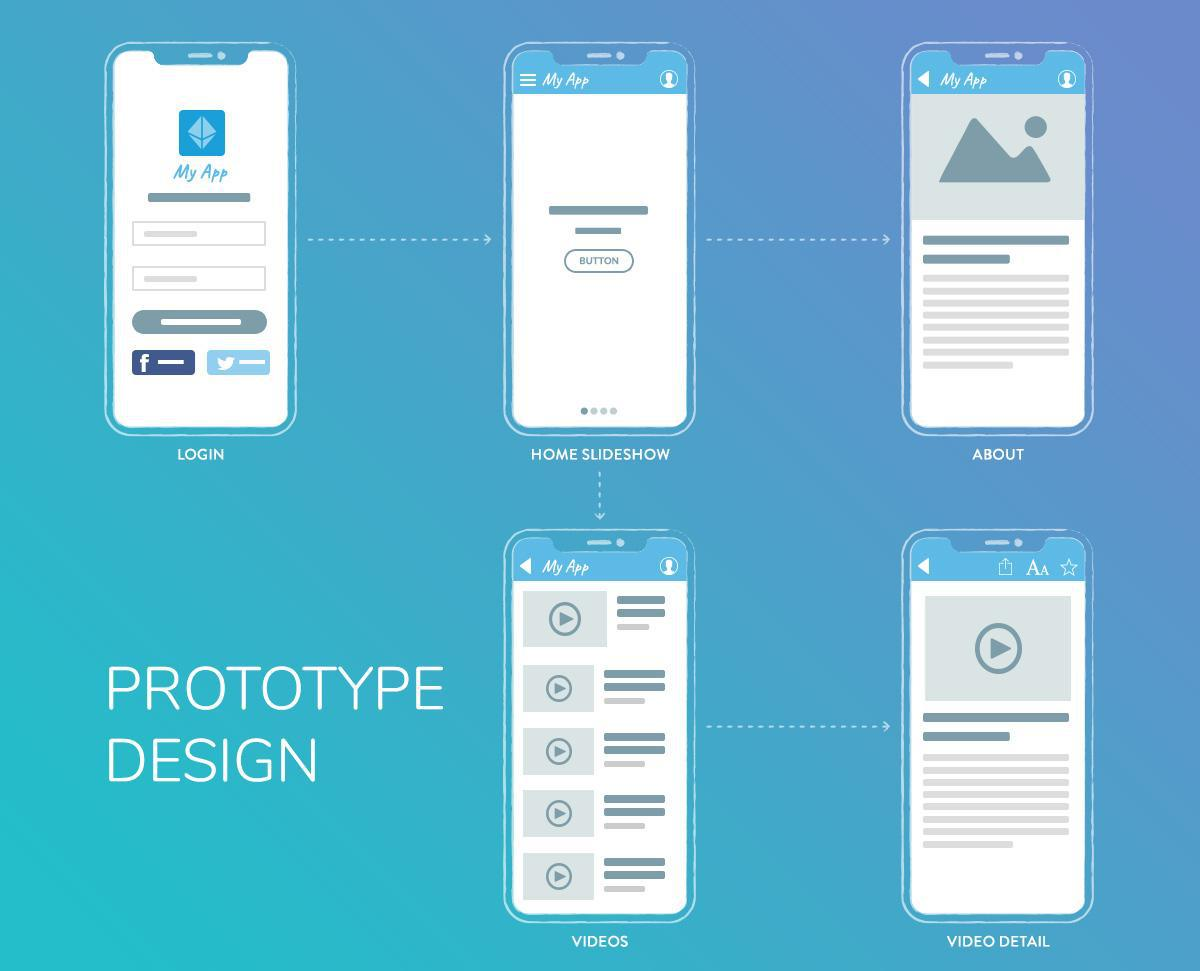 My App
My App
My App
BUTTON
LOGIN
HOME SLIDESHOW
ABOUT
My App
AA
PROTOTYPE
DESIGN
VIDEOS
VIDEO DETAIL